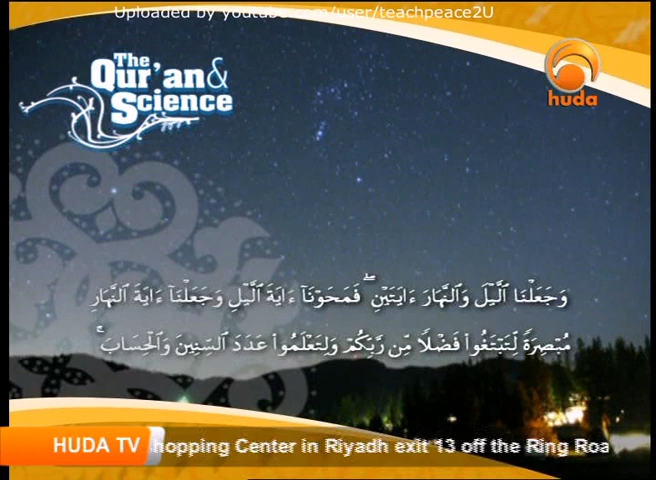 Uploaded by youtube.com/user/teachpeace2U
The
Qur'an &
Science
huda
وَجَعَلْنَا ٱلَّيْلَ وَٱلنَّهَارَ ءَايَتَيْنِ ۖ فَمَحَوْنَآ ءَايَةَ ٱلَّيْلِ وَجَعَلْنَآ ءَايَةَ ٱلنَّهَارِ
مُبْصِرَةً لِّتَبْتَغُوا۟ فَضْلًا مِّن رَّبِّكُمْ وَلِتَعْلَمُوا۟ عَدَدَ ٱلسِّنِينَ وَٱلْحِسَابَ ۚ
HUDA TV hopping Center in Riyadh exit 13 off the Ring Roa